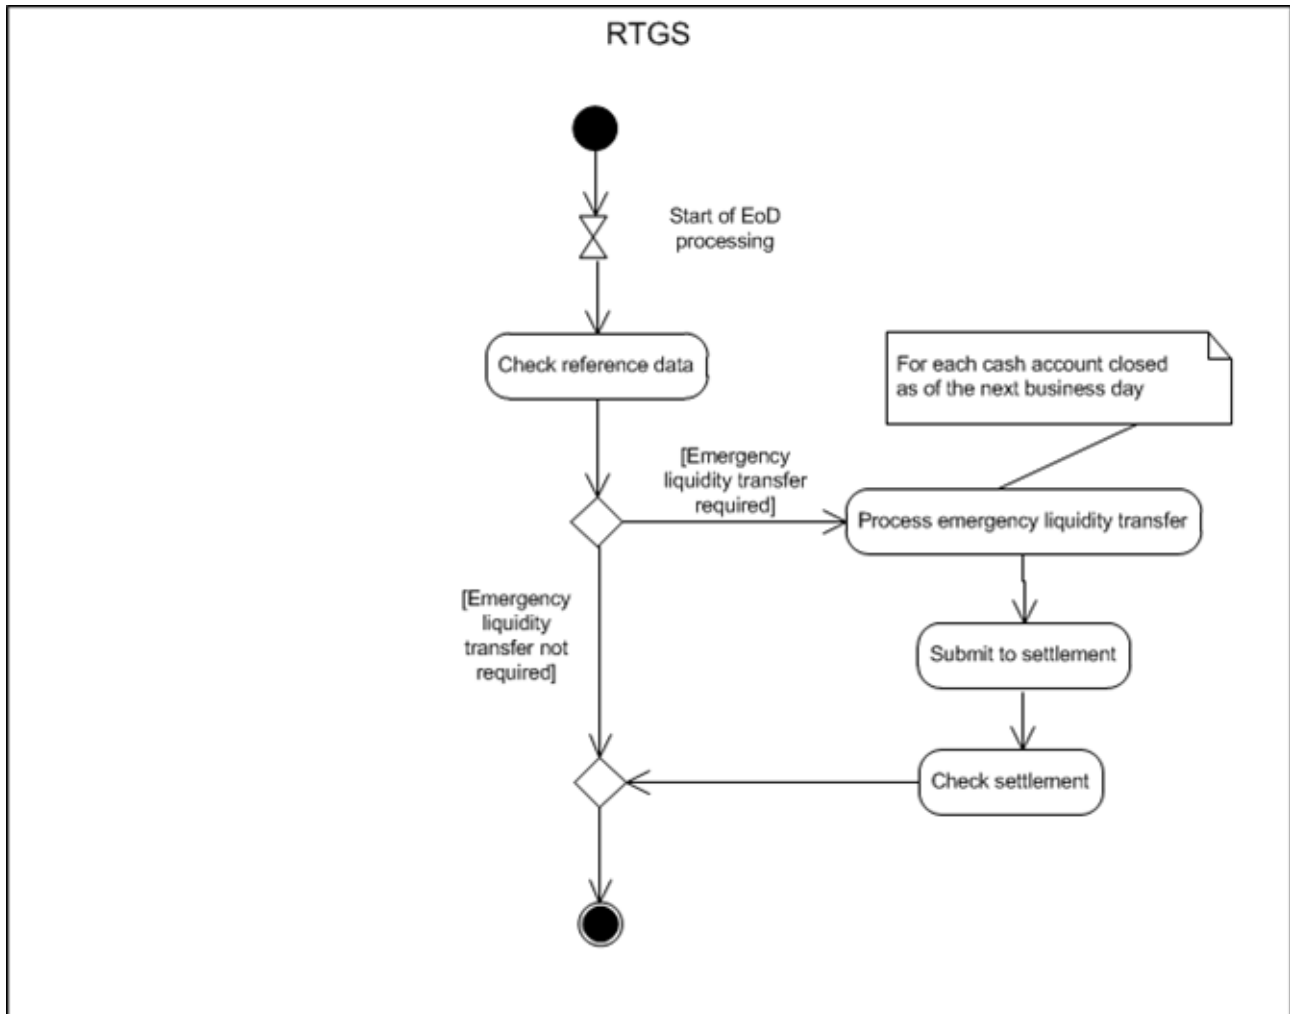 RTGS
Start of EoD
processing
Check reference data
For each cash account closed
as of the next business day
[Emergency
liquidity transfer
required]
Process emergency liquidity transfer
[Emergency
liquidity
transfer not
required]
Submit to settlement
Check settlement